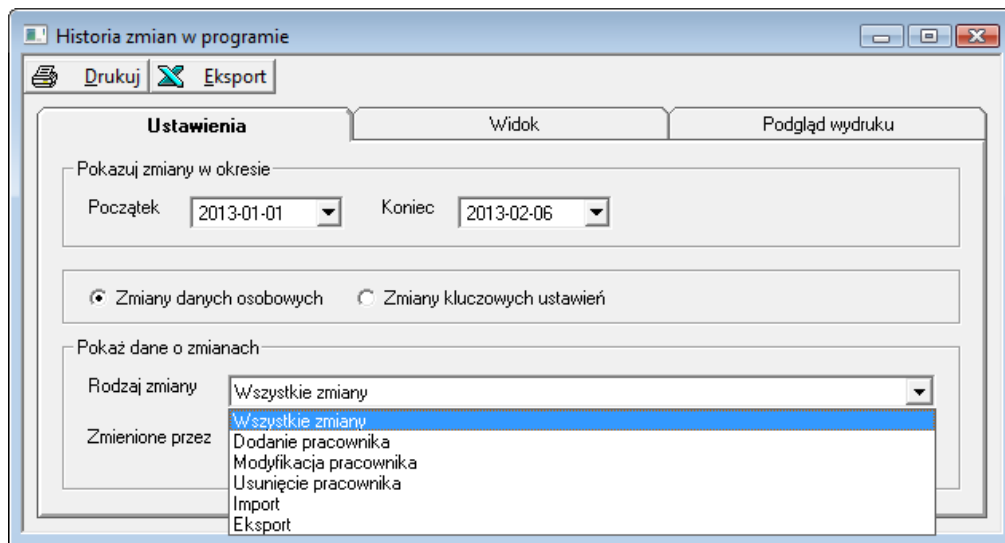 Historia zmian w programie
Drukuj Eksport
Ustawienia Widok Podgląd wydruku
Pokazuj zmiany w okresie
Początek 2013-01-01 Koniec 2013-02-06
Zmiany danych osobowych Zmiany kluczowych ustawień
Pokaż dane o zmianach
Rodzaj zmiany Wszystkie zmiany
Wszystkie zmiany
Zmienione przez Dodanie pracownika
Modyfikacja pracownika
Usunięcie pracownika
Import
Eksport